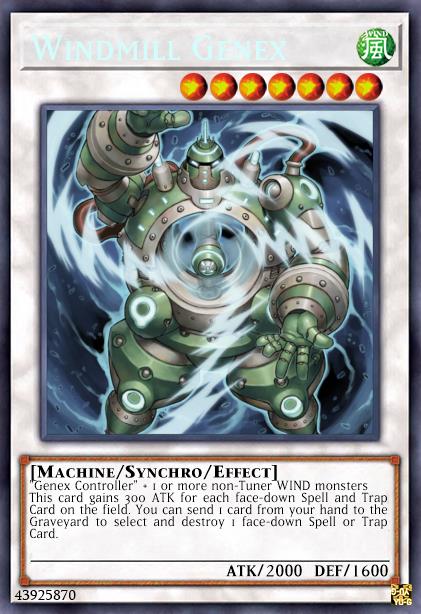 Windmill Genex
WIND
風
[Machine/Synchro/Effect]
"Genex Controller" + 1 or more non-Tuner WIND monsters
This card gains 300 ATK for each face-down Spell and Trap
Card on the field. You can send 1 card from your hand to the
Graveyard to select and destroy 1 face-down Spell or Trap
Card.
ATK/2000 DEF/1600
43925870